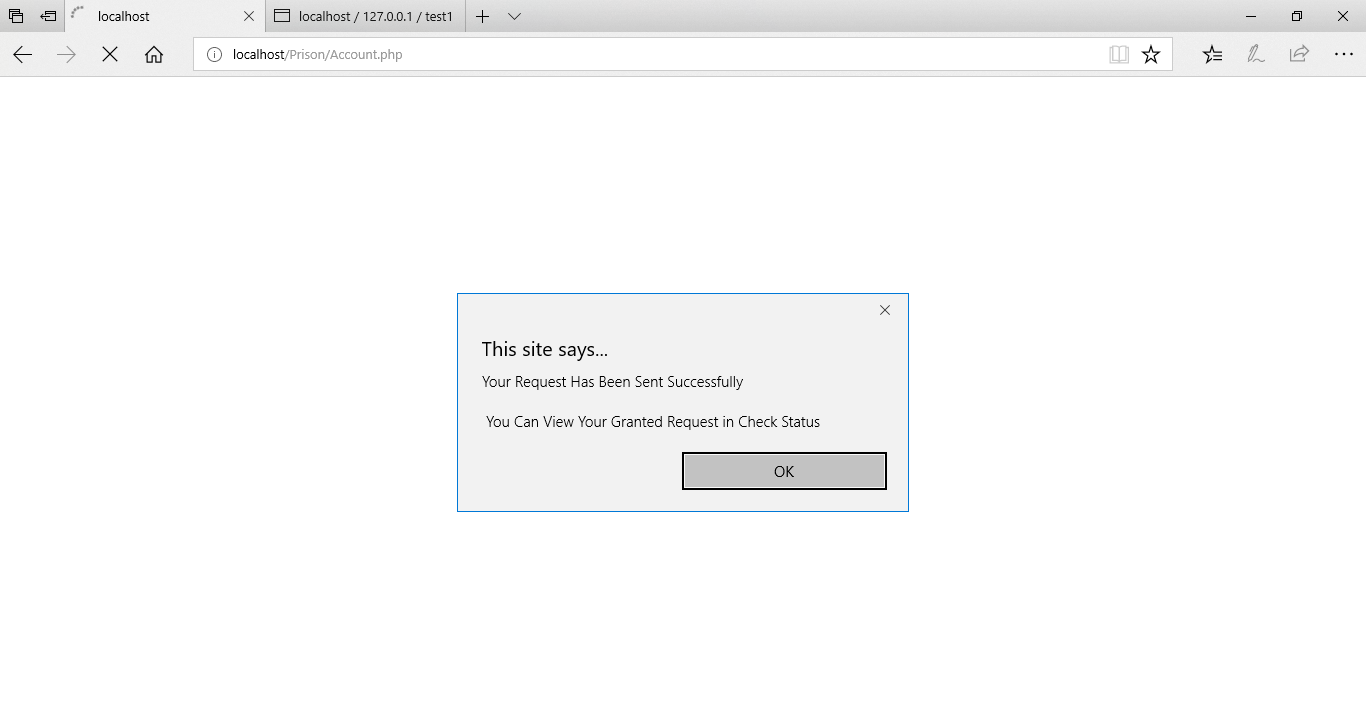 localhost
localhost / 127.0.0.1 / test1
localhost/Prison/Account.php
This site says...
Your Request Has Been Sent Successfully
You Can View Your Granted Request in Check Status
OK